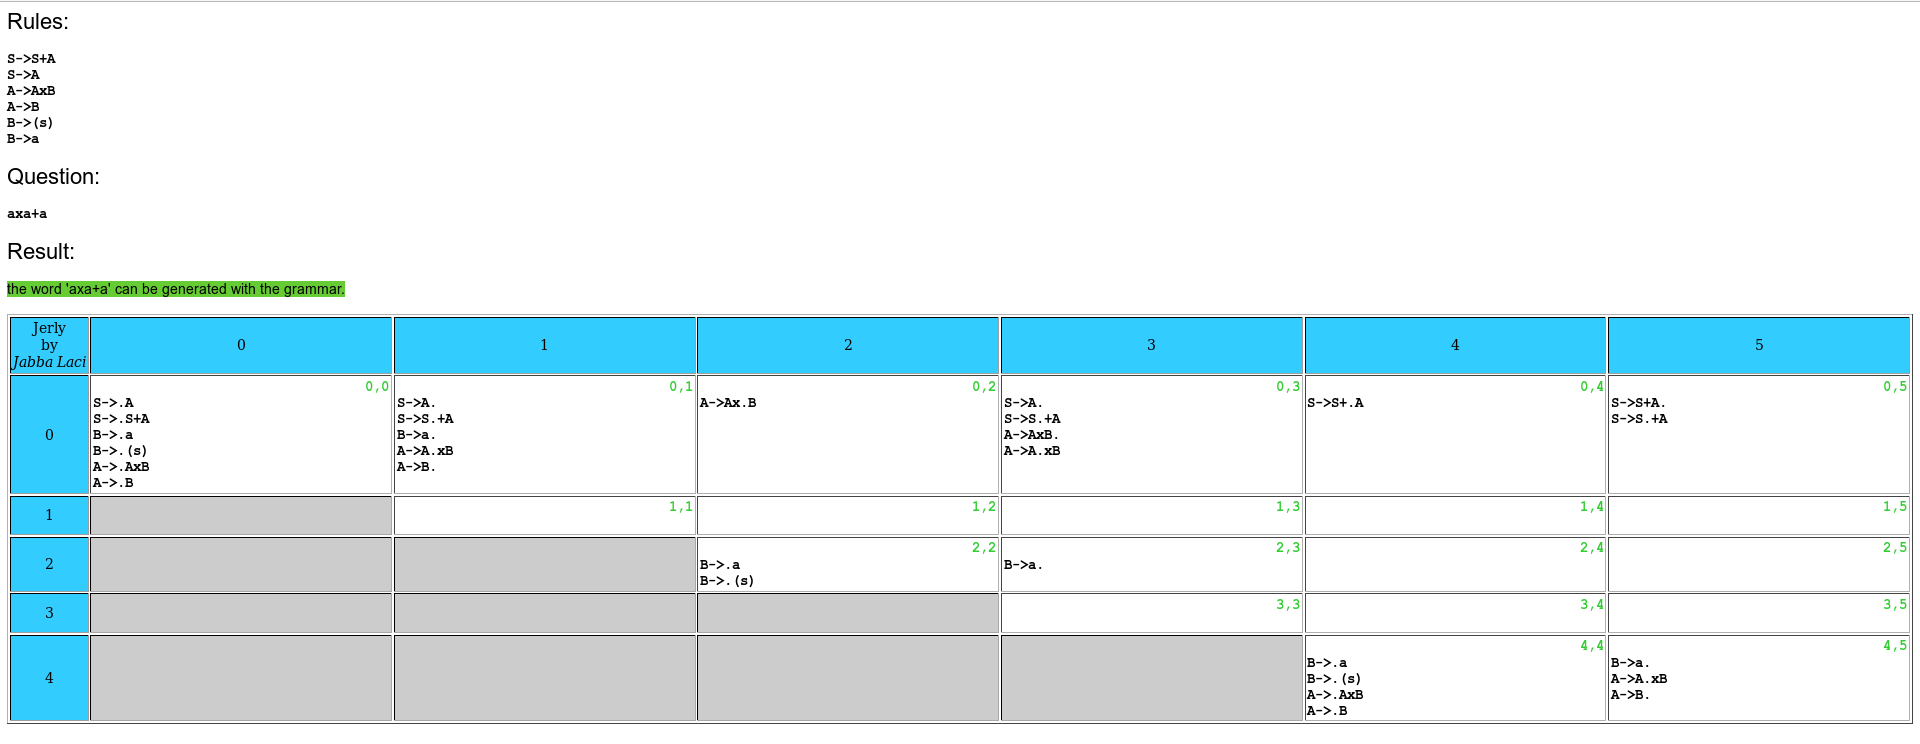 Rules:
S->S+A
S->A
A->AxB
A->B
B->(s)
B->a
Question:
axa+a
Result:
the word 'axa+a' can be generated with the grammar.
Jerly
by
Jabba Laci
0
1
2
3
4
5
0
0,0
S->.A
S->.S+A
B->.a
B->.(s)
A->.AxB
A->.B
0,1
S->A.
S->S.+A
B->a.
A->A.xB
A->B.
0,2
A->Ax.B
0,3
S->A.
S->S.+A
A->AxB.
A->A.xB
0,4
S->S+.A
0,5
S->S+A.
S->S.+A
1
1,1
1,2
1,3
1,4
1,5
2
2,2
B->.a
B->.(s)
2,3
B->a.
2,4
2,5
3
3,3
3,4
3,5
4
4,4
B->.a
B->.(s)
A->.AxB
A->.B
4,5
B->a.
A->A.xB
A->B.